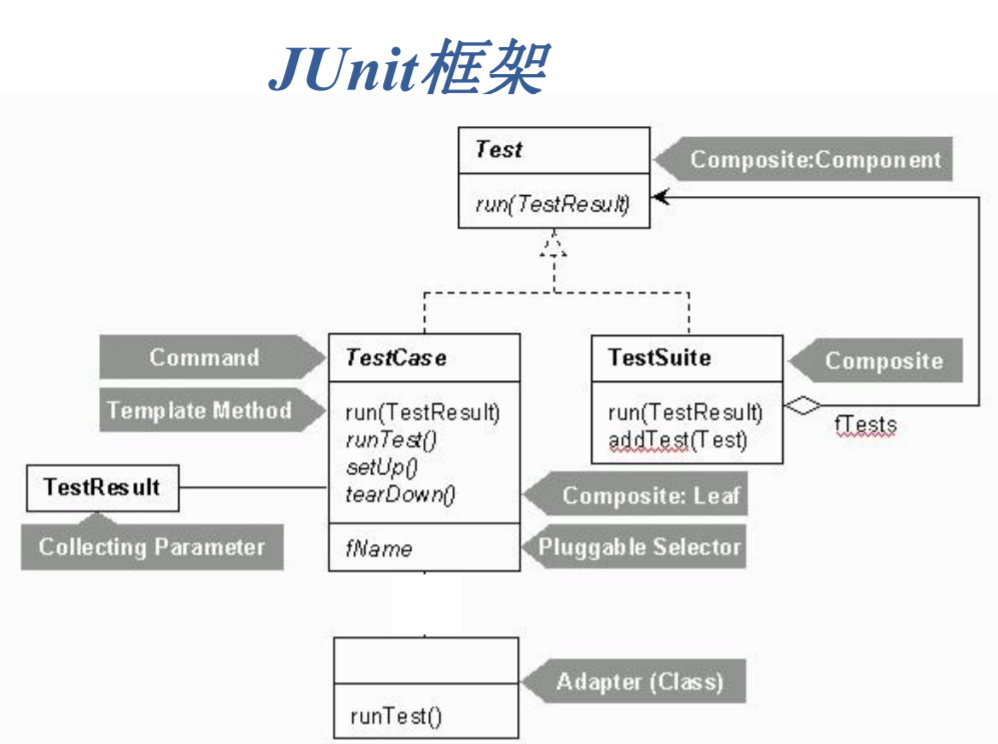 JUnit框架
Test
Composite:Component
run(TestResult)
Command
TestCase
TestSuite
Composite
Template Method
run(TestResult)
runTest()
setUp()
tearDown()
run(TestResult)
addTest(Test)
fTests
TestResult
Composite: Leaf
Collecting Parameter
fName
Pluggable Selector
Adapter (Class)
runTest()